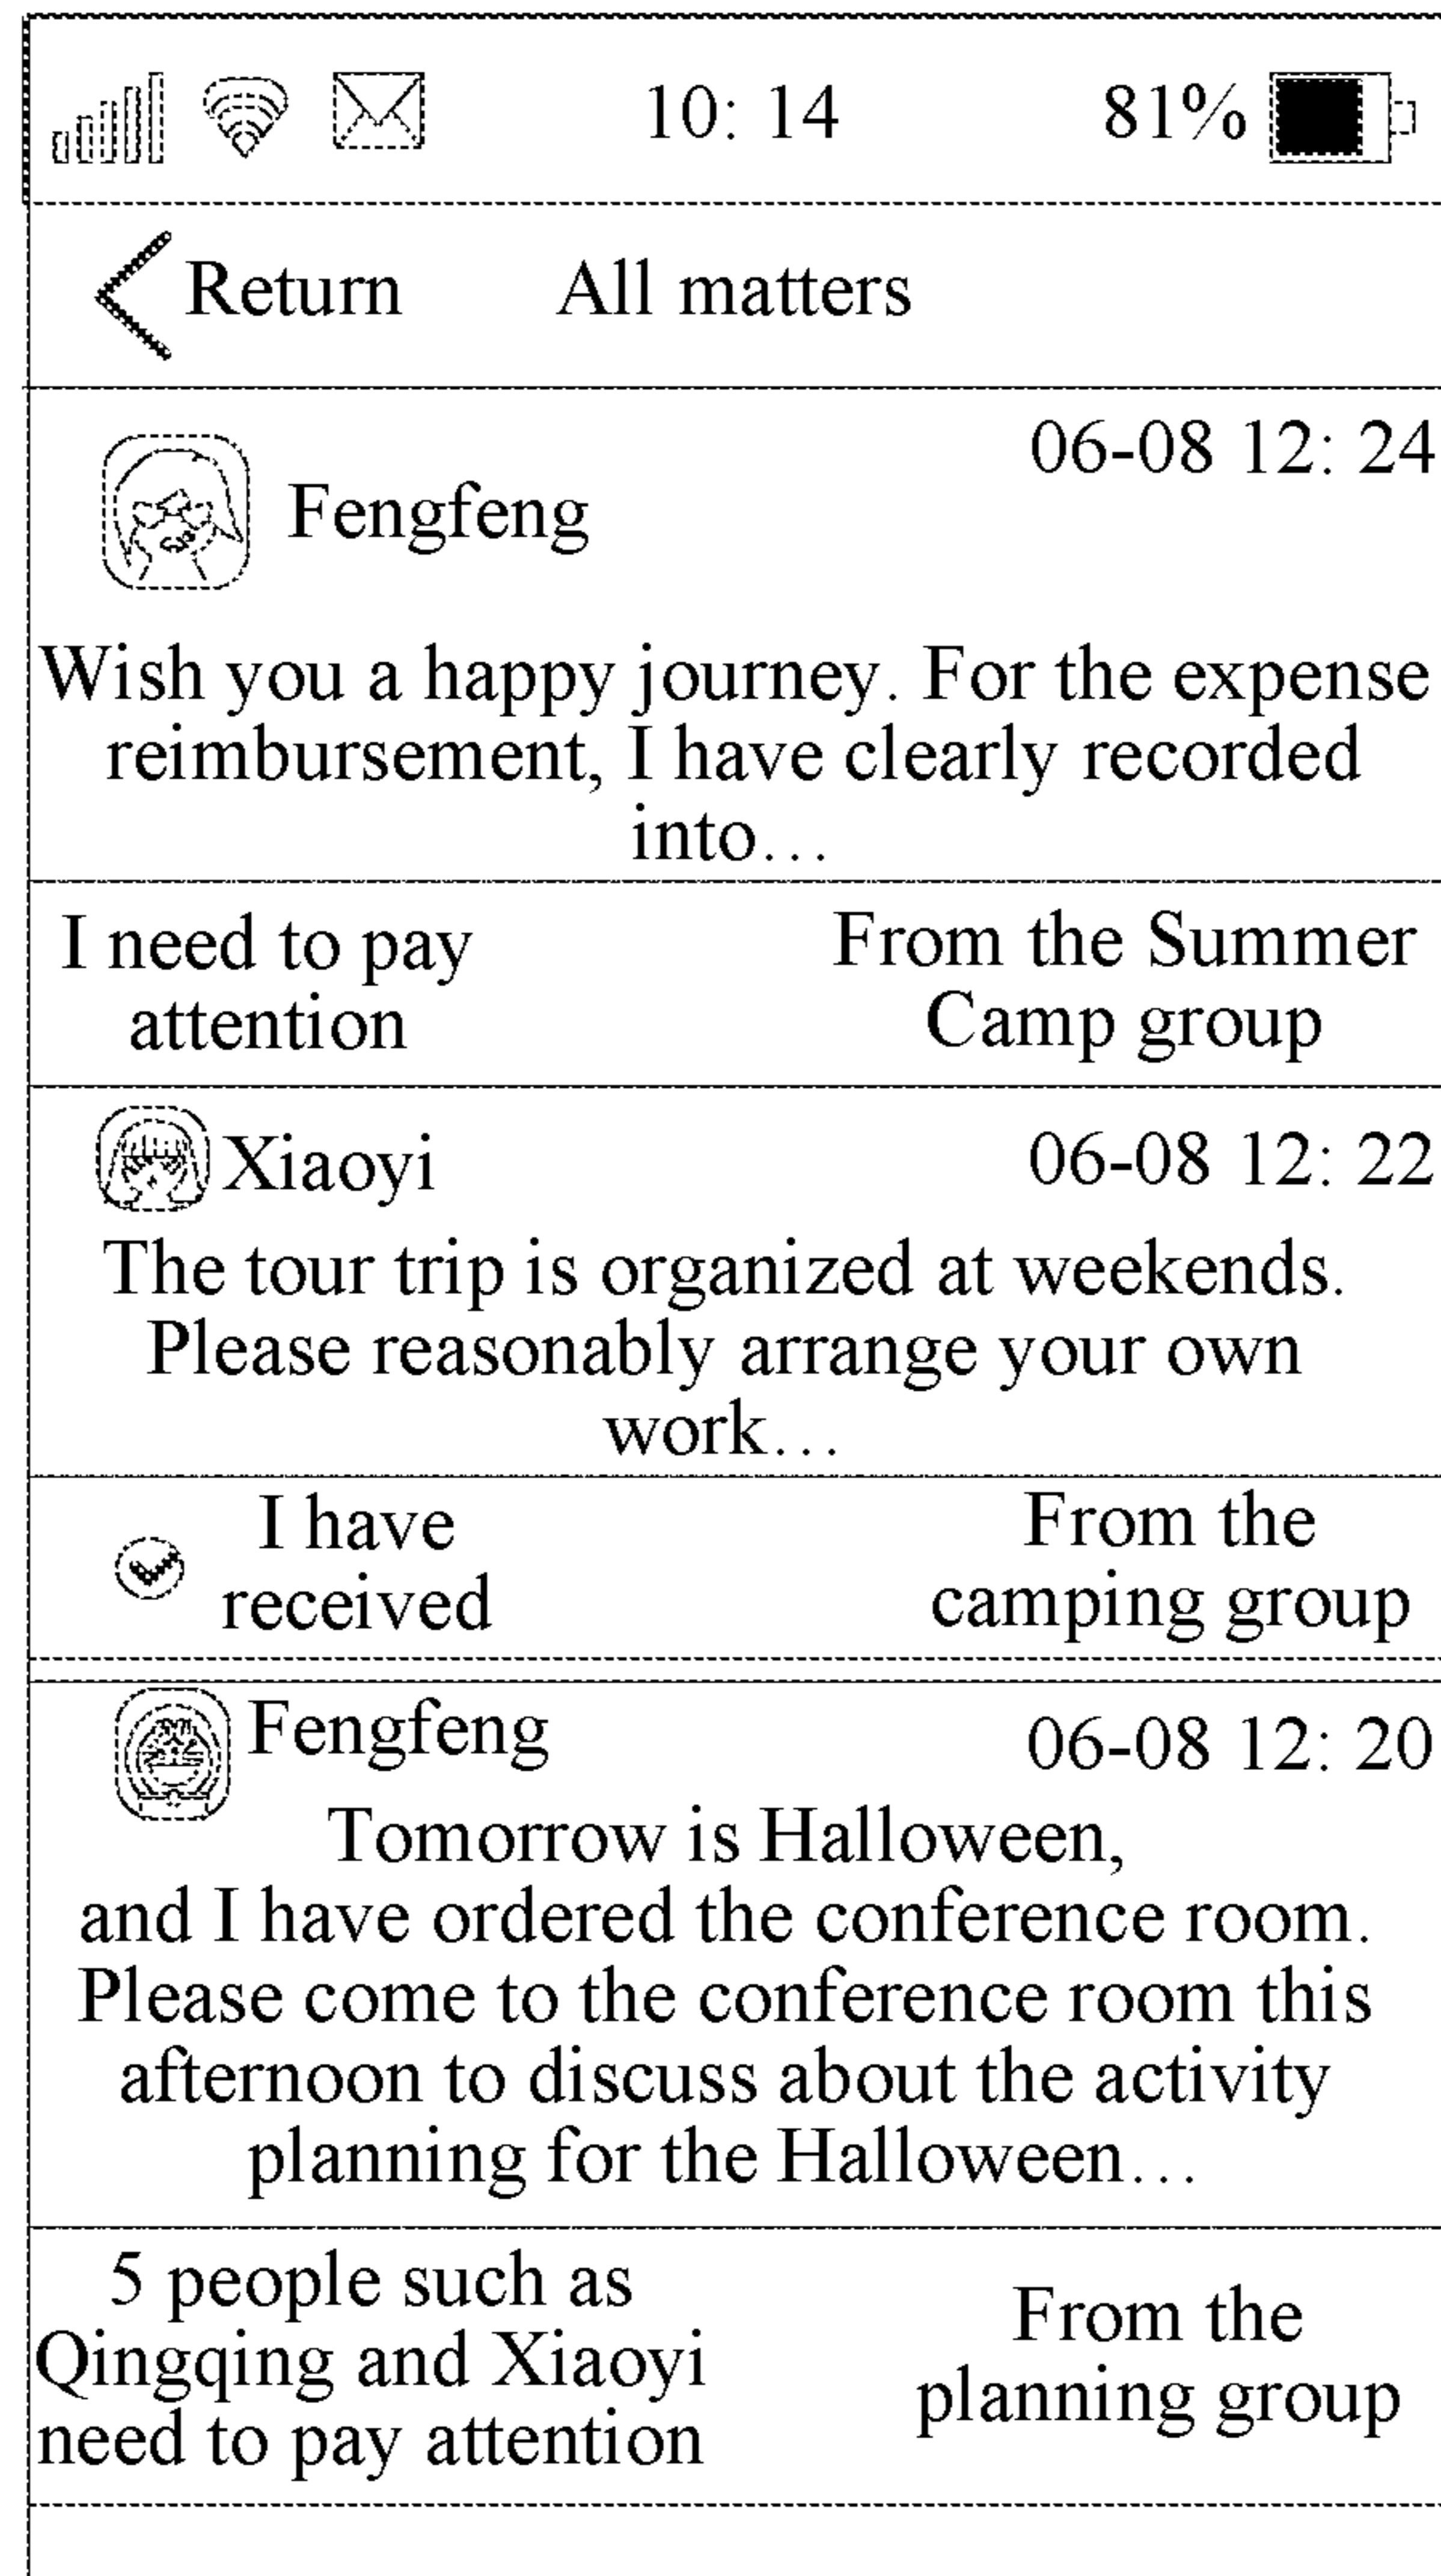 10: 14 81%
Return All matters
06-08 12: 24
Fengfeng
Wish you a happy journey. For the expense
reimbursement, I have clearly recorded
into…
I need to pay
attention
From the Summer
Camp group
Xiaoyi 06-08 12: 22
The tour trip is organized at weekends.
Please reasonably arrange your own
work…
I have
received
From the
camping group
Fengfeng 06-08 12: 20
Tomorrow is Halloween,
and I have ordered the conference room.
Please come to the conference room this
afternoon to discuss about the activity
planning for the Halloween…
5 people such as
Qingqing and Xiaoyi
need to pay attention
From the
planning group